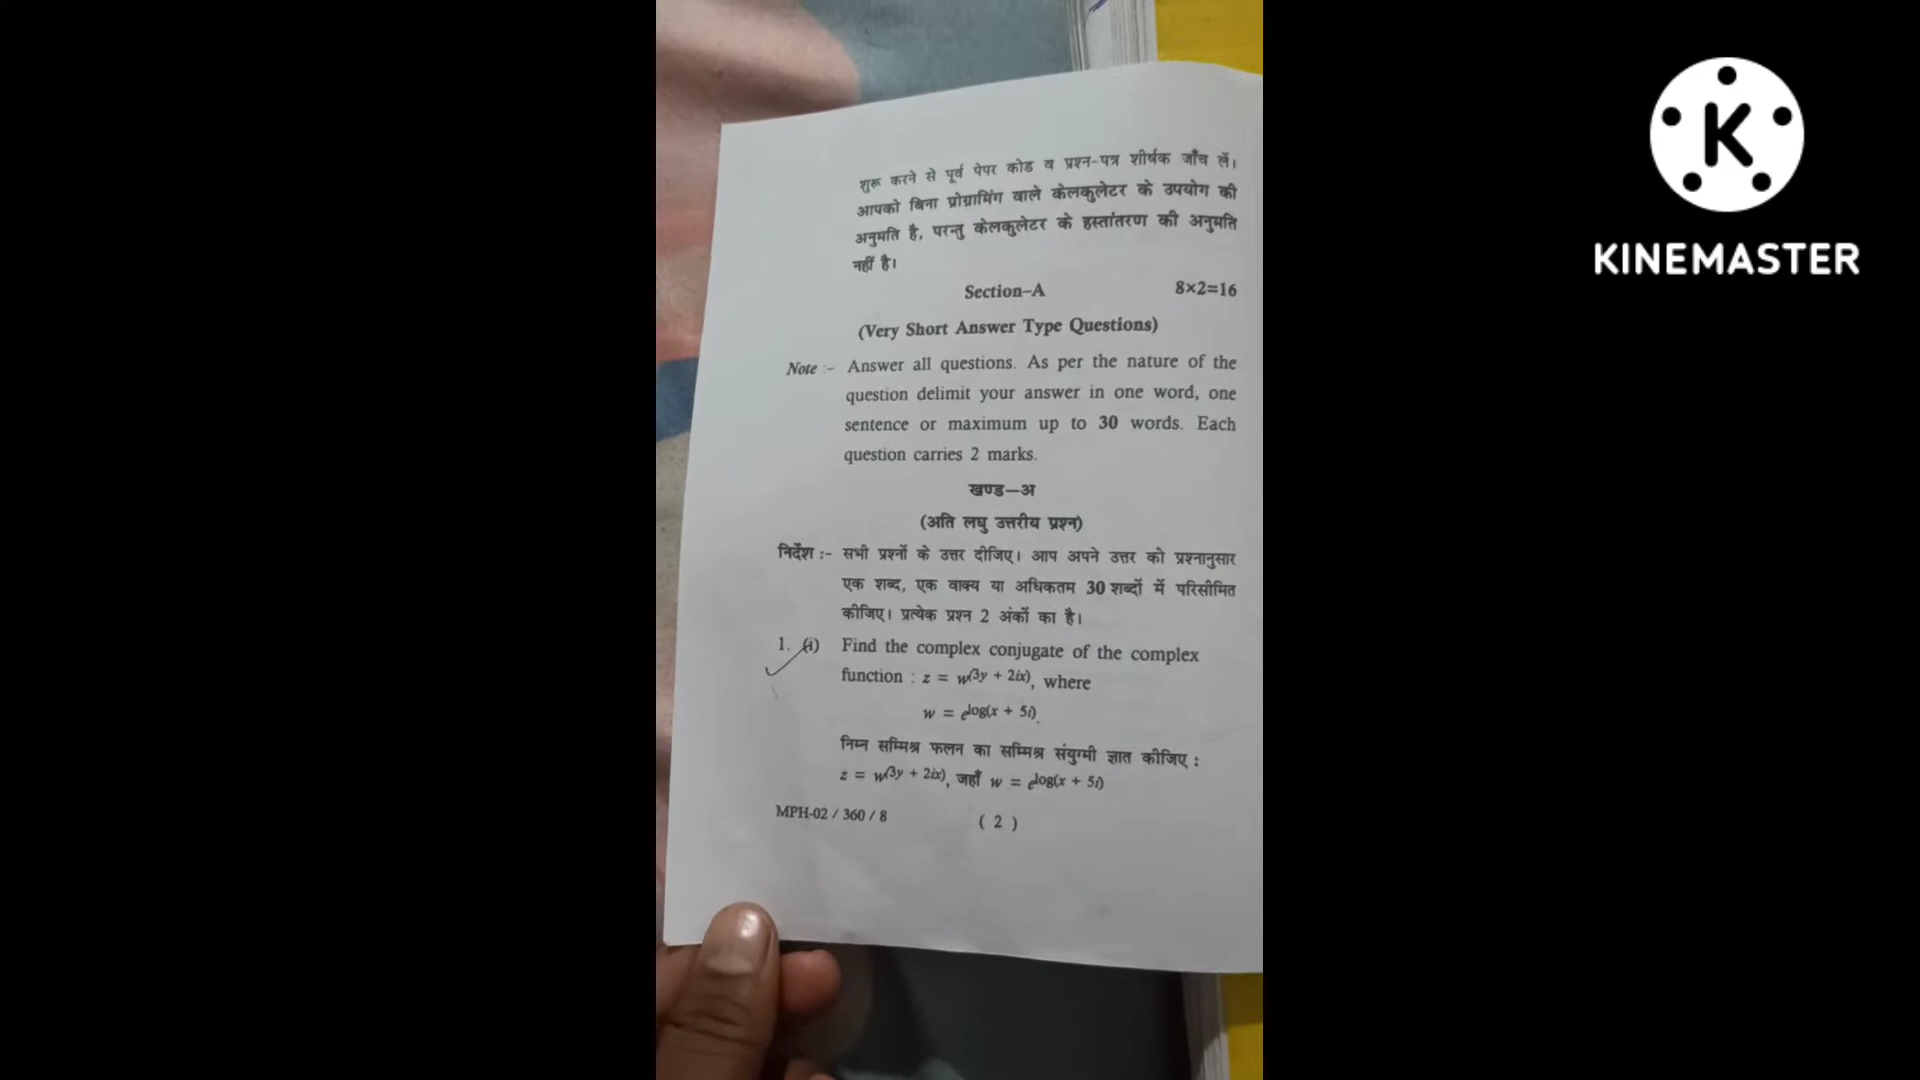 शुरू करने से पूर्व पेपर कोड व प्रश्न-पत्र शीर्षक जाँच लें।
आपको बिना प्रोग्रामिंग वाले केलकुलेटर के उपयोग की
अनुमति है, परन्तु केलकुलेटर के हस्तांतरण की अनुमति
नहीं है।
Section–A 8×2=16
(Very Short Answer Type Questions)
Note :– Answer all questions. As per the nature of the
question delimit your answer in one word, one
sentence or maximum up to 30 words. Each
question carries 2 marks.
खण्ड—अ
(अति लघु उत्तरीय प्रश्न)
निर्देश :– सभी प्रश्नों के उत्तर दीजिए। आप अपने उत्तर को प्रश्नानुसार
एक शब्द, एक वाक्य या अधिकतम 30 शब्दों में परिसीमित
कीजिए। प्रत्येक प्रश्न 2 अंकों का है।
1. (i) Find the complex conjugate of the complex
function : z = w^(3y + 2ix), where
w = e^log(x + 5i).
निम्न सम्मिश्र फलन का सम्मिश्र संयुग्मी ज्ञात कीजिए :
z = w^(3y + 2ix), जहाँ w = e^log(x + 5i)
MPH-02 / 360 / 8 ( 2 )
K
KINEMASTER